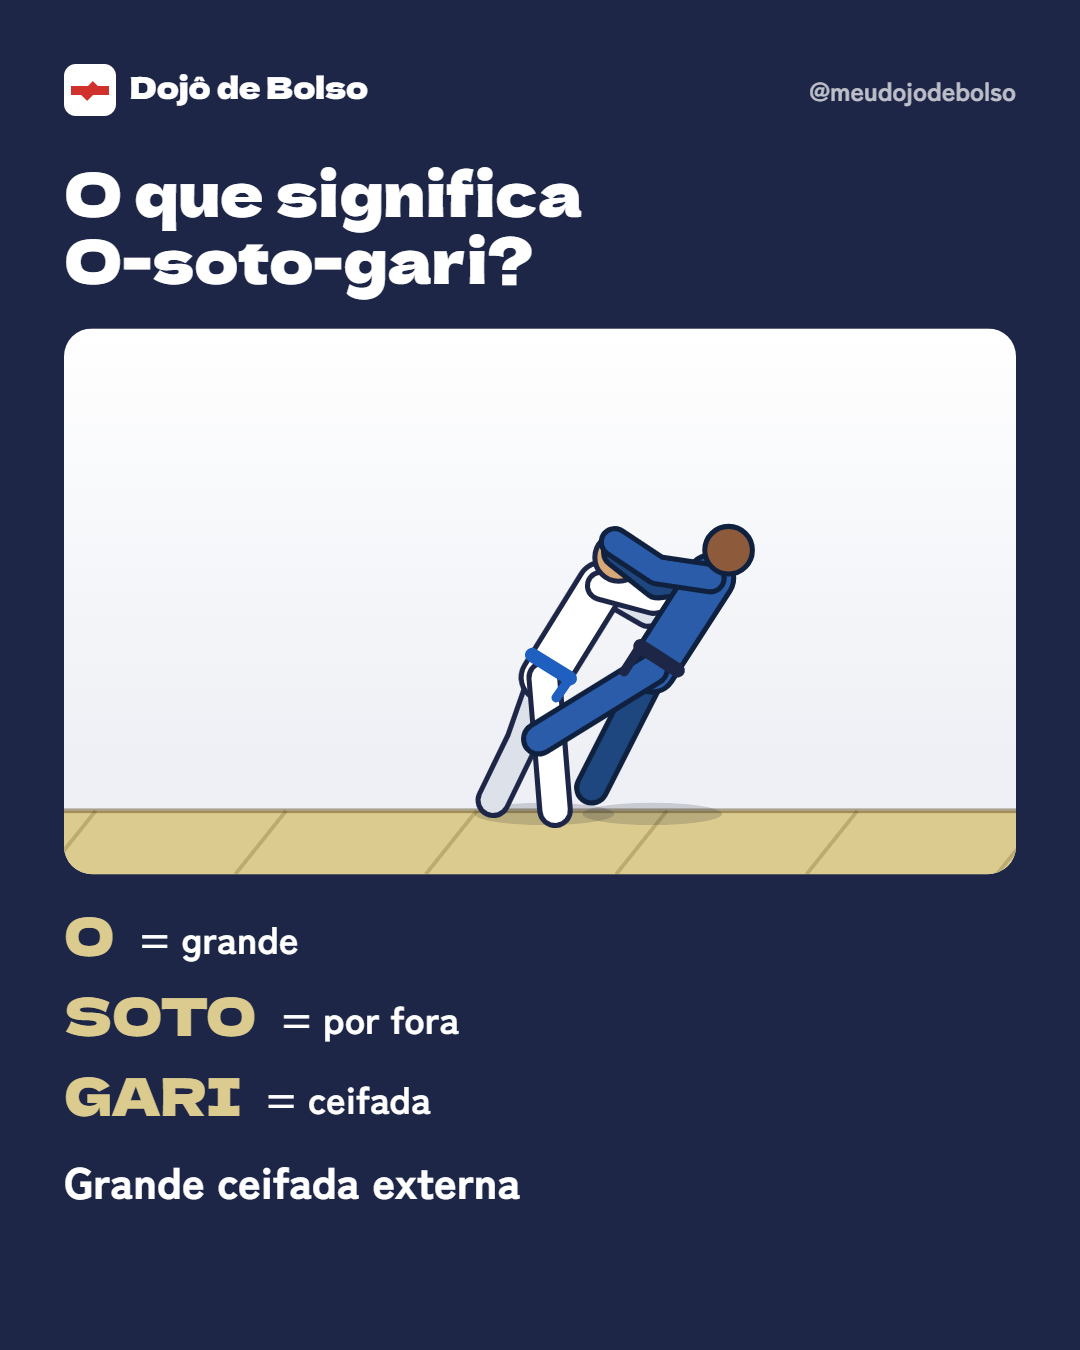 Dojô de Bolso
@meudojodebolso
O que significa
O-soto-gari?
O = grande
SOTO = por fora
GARI = ceifada
Grande ceifada externa